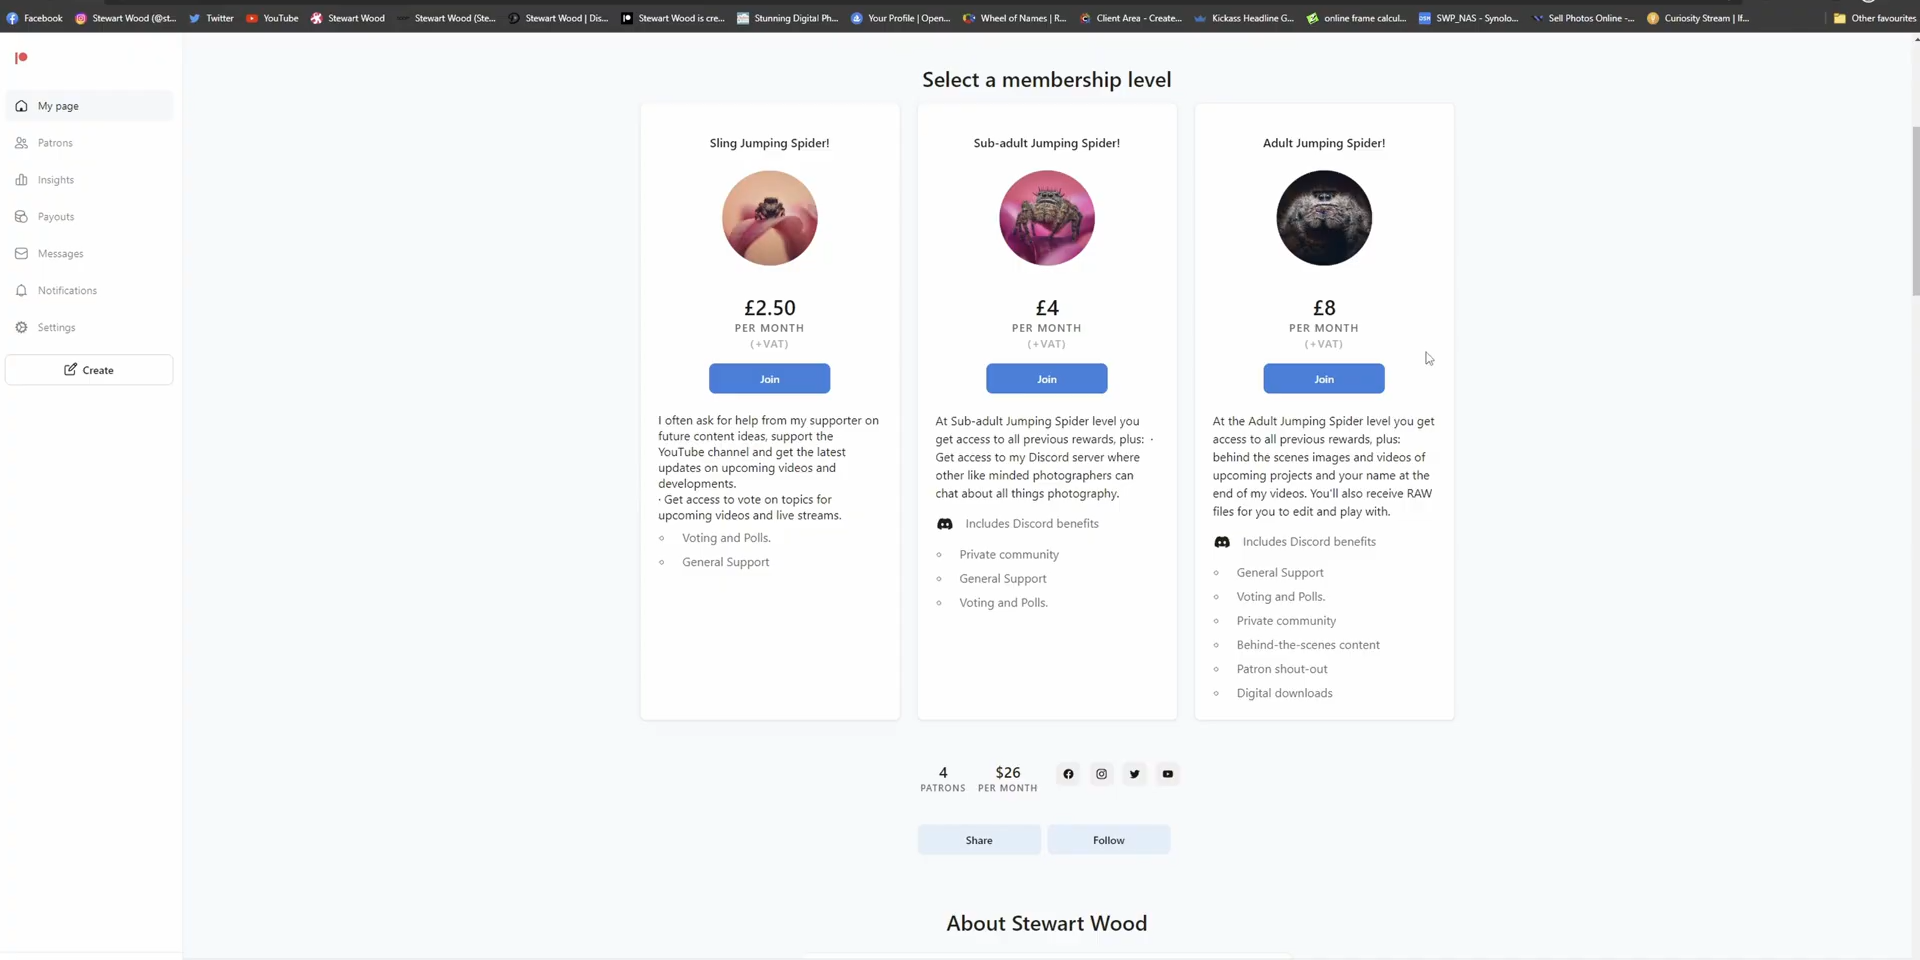 Facebook
Stewart Wood (@st...
Twitter
YouTube
Stewart Wood
Stewart Wood (Ste...
Stewart Wood | Dis...
Stewart Wood is cre...
Stunning Digital Ph...
Your Profile | Open...
Wheel of Names | R...
Client Area - Create...
Kickass Headline G...
online frame calcul...
SWP_NAS - Synolo...
Sell Photos Online -...
Curiosity Stream | If...
Other favourites
My page
Patrons
Insights
Payouts
Messages
Notifications
Settings
Create
Select a membership level
Sling Jumping Spider!
£2.50
PER MONTH
(+VAT)
Join
I often ask for help from my supporter on
future content ideas, support the
YouTube channel and get the latest
updates on upcoming videos and
developments.
· Get access to vote on topics for
upcoming videos and live streams.
Voting and Polls.
General Support
Sub-adult Jumping Spider!
£4
PER MONTH
(+VAT)
Join
At Sub-adult Jumping Spider level you
get access to all previous rewards, plus: ·
Get access to my Discord server where
other like minded photographers can
chat about all things photography.
Includes Discord benefits
Private community
General Support
Voting and Polls.
Adult Jumping Spider!
£8
PER MONTH
(+VAT)
Join
At the Adult Jumping Spider level you get
access to all previous rewards, plus:
behind the scenes images and videos of
upcoming projects and your name at the
end of my videos. You'll also receive RAW
files for you to edit and play with.
Includes Discord benefits
General Support
Voting and Polls.
Private community
Behind-the-scenes content
Patron shout-out
Digital downloads
4
PATRONS
$26
PER MONTH
Share
Follow
About Stewart Wood